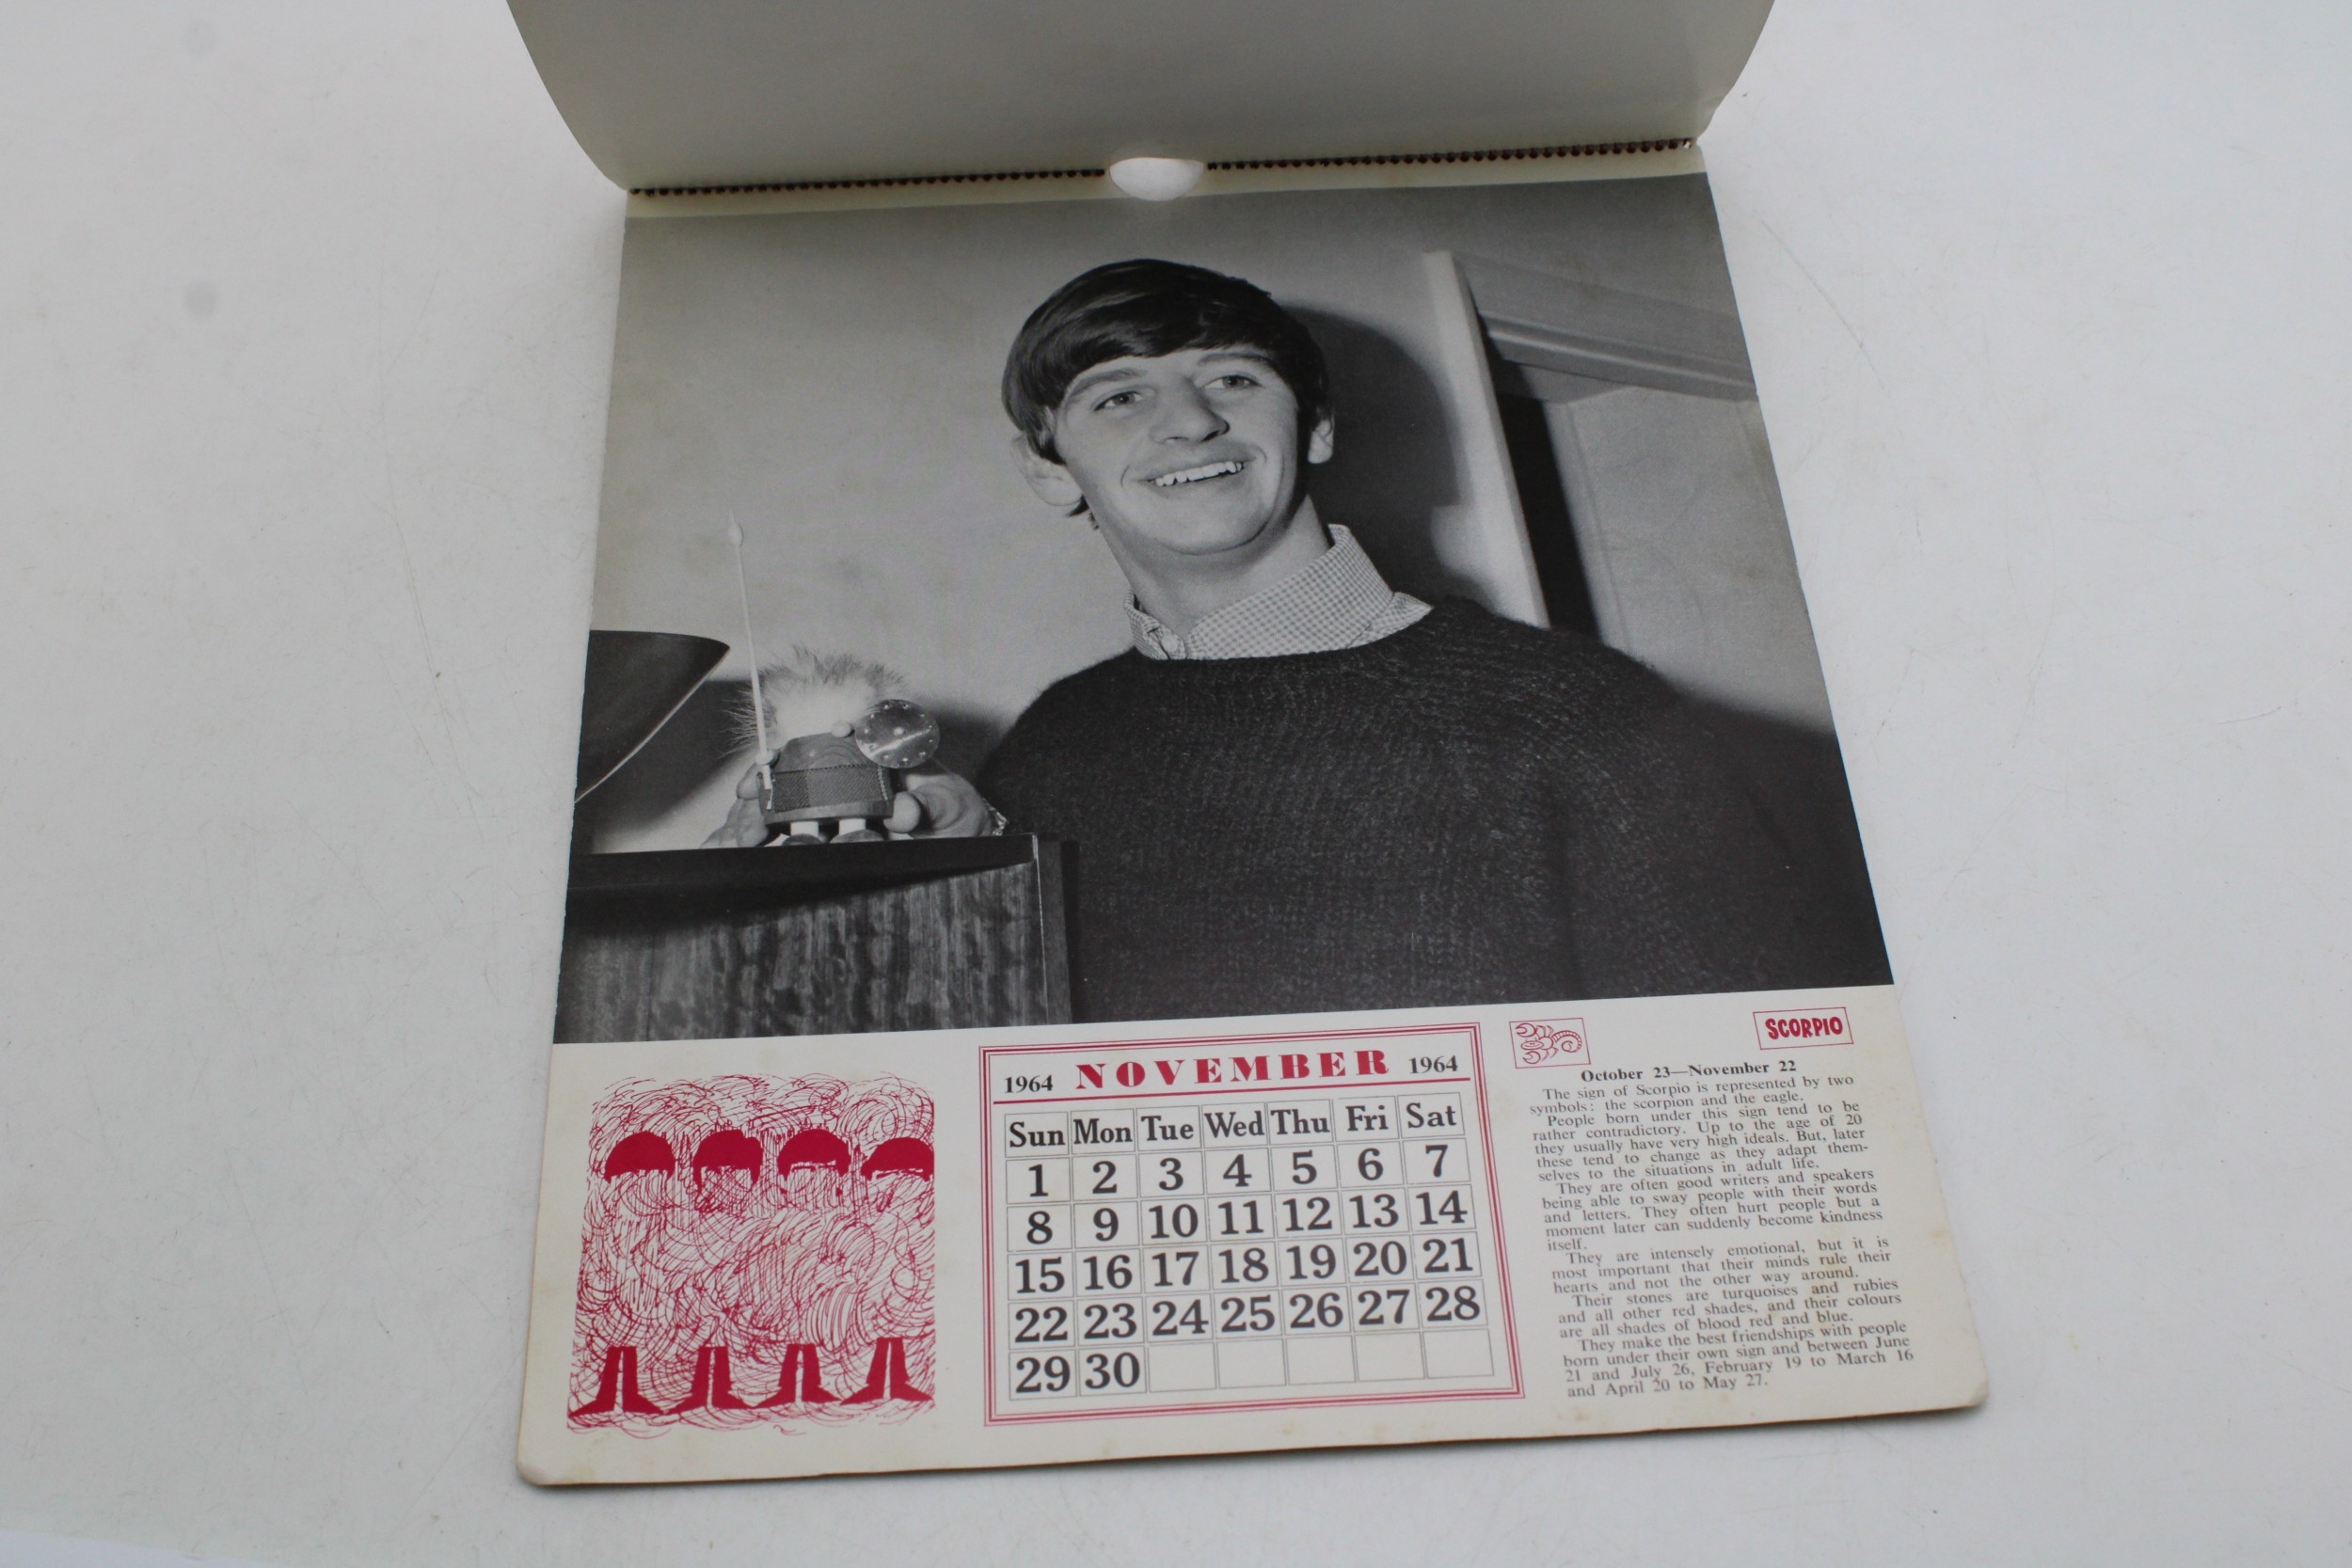 1964 NOVEMBER 1964
Sun Mon Tue Wed Thu Fri Sat
1 2 3 4 5 6 7
8 9 10 11 12 13 14
15 16 17 18 19 20 21
22 23 24 25 26 27 28
29 30
SCORPIO
October 23—November 22
The sign of Scorpio is represented by two
symbols: the scorpion and the eagle.
People born under this sign tend to be
rather contradictory. Up to the age of 20
they usually have very high ideals. But, later
these tend to change as they adapt them-
selves to the situations in adult life.
They are often good writers and speakers
being able to sway people with their words
and letters. They often hurt people but a
moment later can suddenly become kindness
itself.
They are intensely emotional, but it is
most important that their minds rule their
hearts and not the other way around.
Their stones are turquoises and rubies
and all other red shades, and their colours
are all shades of blood red and blue.
They make the best friendships with people
born under their own sign and between June
21 and July 26, February 19 to March 16
and April 20 to May 27.